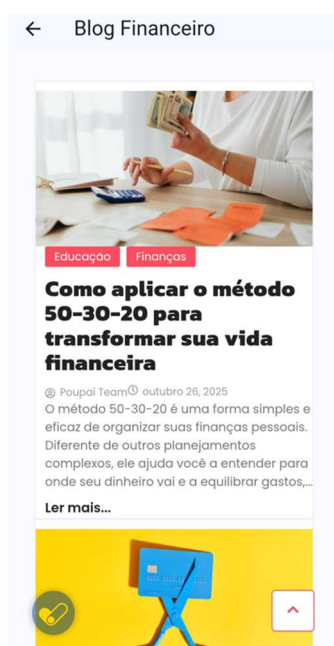 Blog Financeiro
Educação Finanças
Como aplicar o método
50-30-20 para
transformar sua vida
financeira
Poupaí Team outubro 26, 2025
O método 50-30-20 é uma forma simples e
eficaz de organizar suas finanças pessoais.
Diferente de outros planejamentos
complexos, ele ajuda você a entender para
onde seu dinheiro vai e a equilibrar gastos,...
Ler mais...